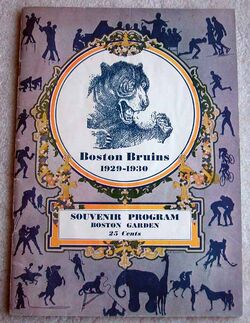 Boston Bruins
1929-1930
SOUVENIR PROGRAM
BOSTON GARDEN
25 Cents